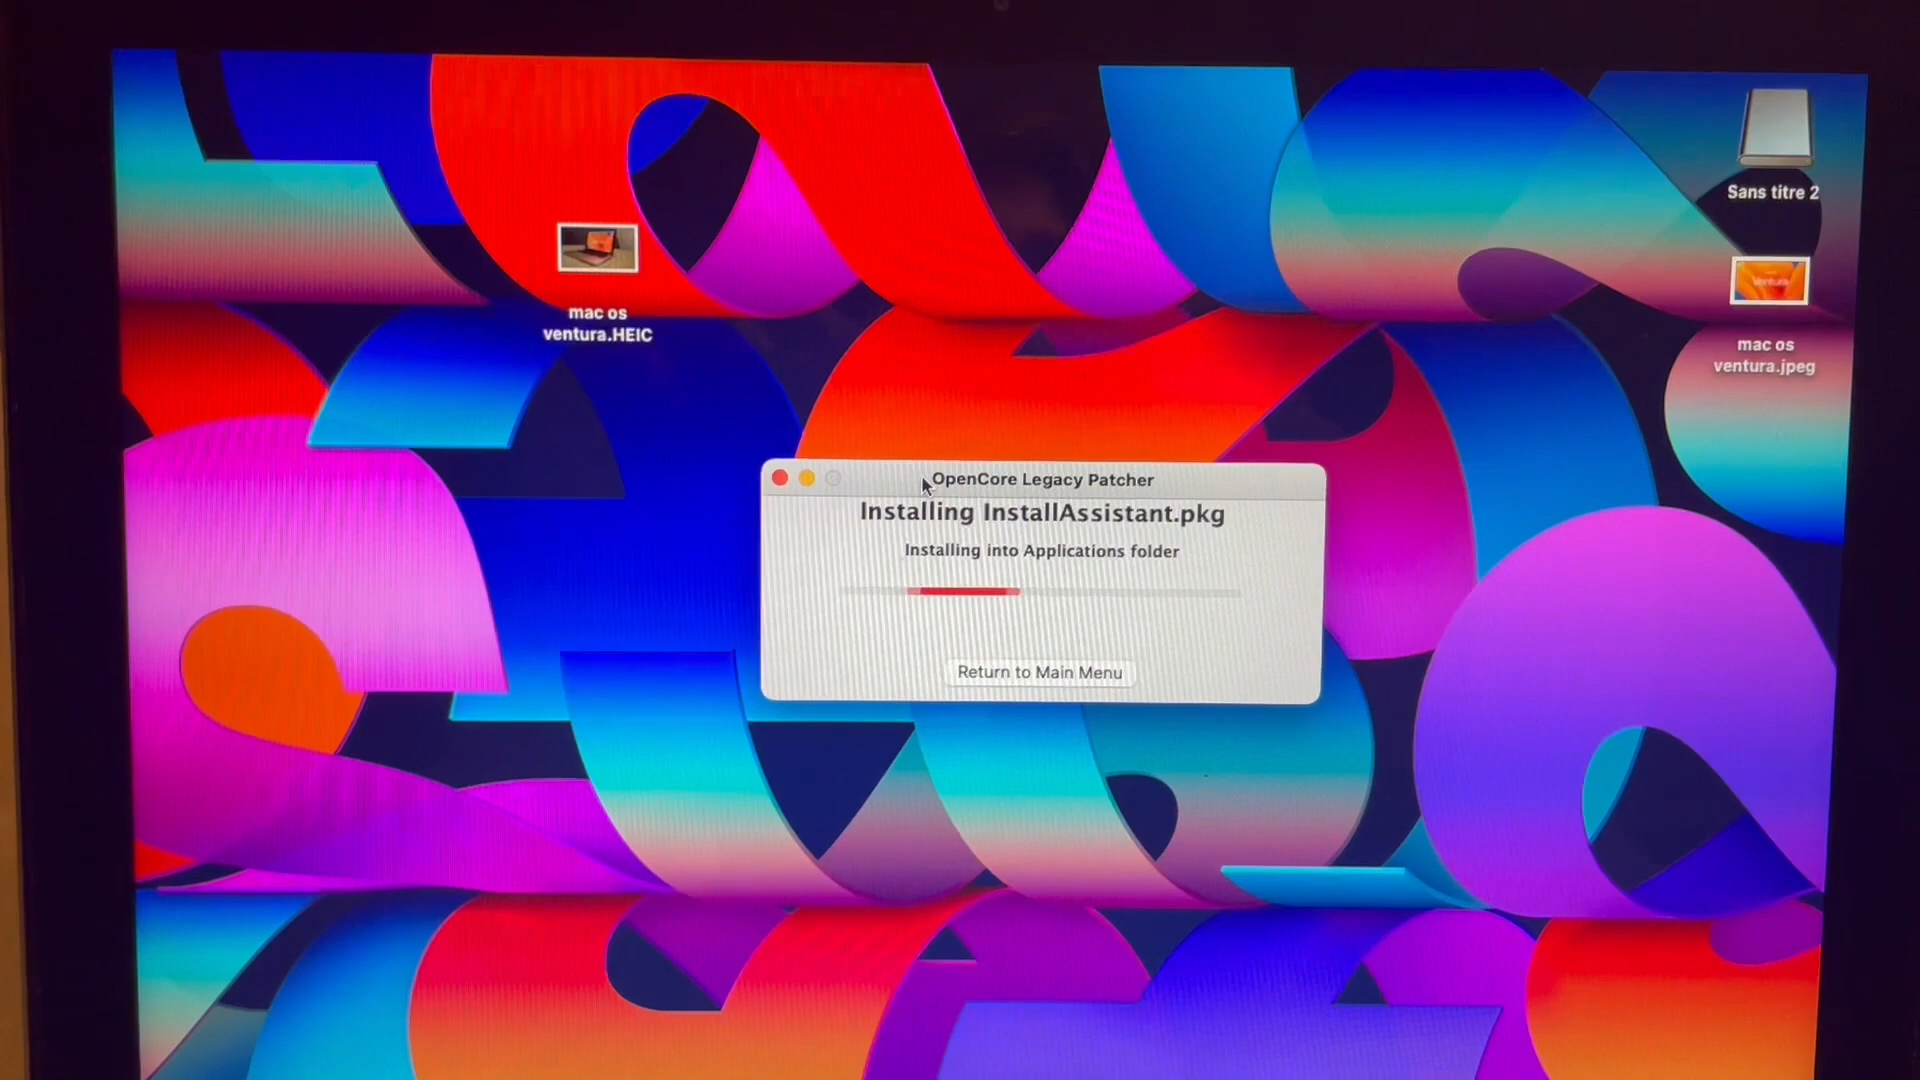 Sans titre 2
mac os
ventura.HEIC
Ventura
mac os
ventura.jpeg
OpenCore Legacy Patcher
Installing InstallAssistant.pkg
Installing into Applications folder
Return to Main Menu